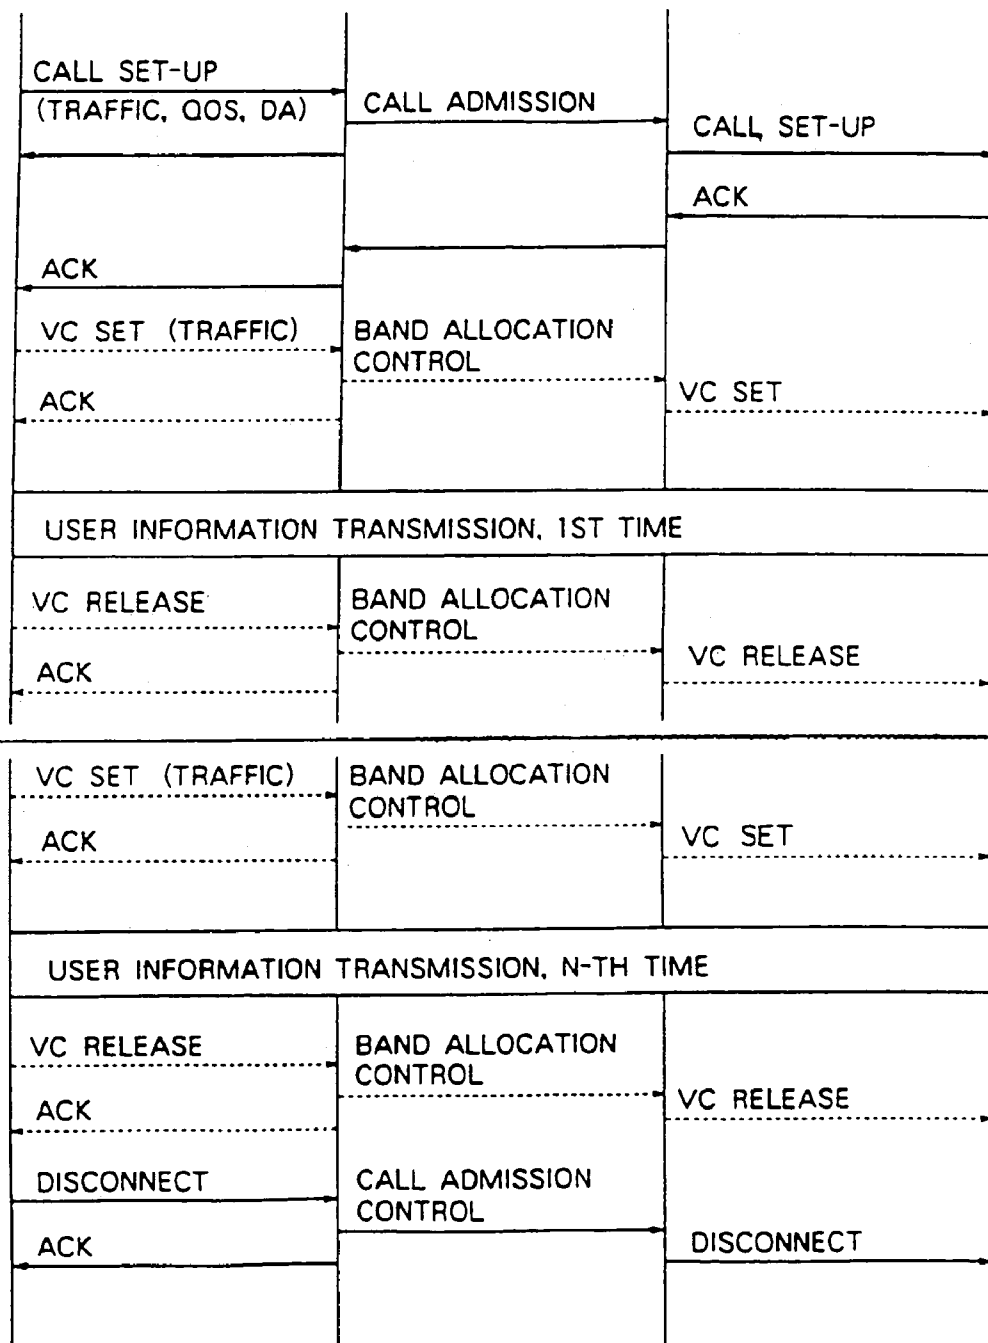 CALL SET-UP
(TRAFFIC, QOS, DA)
CALL ADMISSION
CALL SET-UP
ACK
ACK
VC SET (TRAFFIC)
BAND ALLOCATION
CONTROL
ACK
VC SET
USER INFORMATION TRANSMISSION, 1ST TIME
VC RELEASE
BAND ALLOCATION
CONTROL
ACK
VC RELEASE
VC SET (TRAFFIC)
BAND ALLOCATION
CONTROL
ACK
VC SET
USER INFORMATION TRANSMISSION, N-TH TIME
VC RELEASE
BAND ALLOCATION
CONTROL
ACK
VC RELEASE
DISCONNECT
CALL ADMISSION
CONTROL
ACK
DISCONNECT